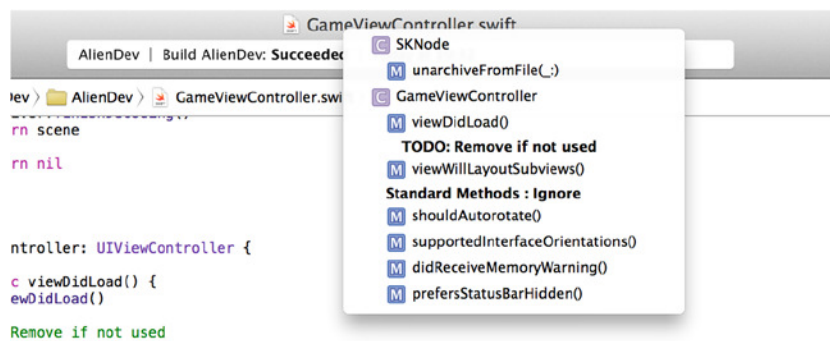 GameViewController.swift
AlienDev | Build AlienDev: Succeeded
Dev 〉 AlienDev 〉 GameViewController.swif
rn scene
rn nil
ntroller: UIViewController {
c viewDidLoad() {
ewDidLoad()
Remove if not used
C SKNode
M unarchiveFromFile(_:)
C GameViewController
M viewDidLoad()
TODO: Remove if not used
M viewWillLayoutSubviews()
Standard Methods : Ignore
M shouldAutorotate()
M supportedInterfaceOrientations()
M didReceiveMemoryWarning()
M prefersStatusBarHidden()